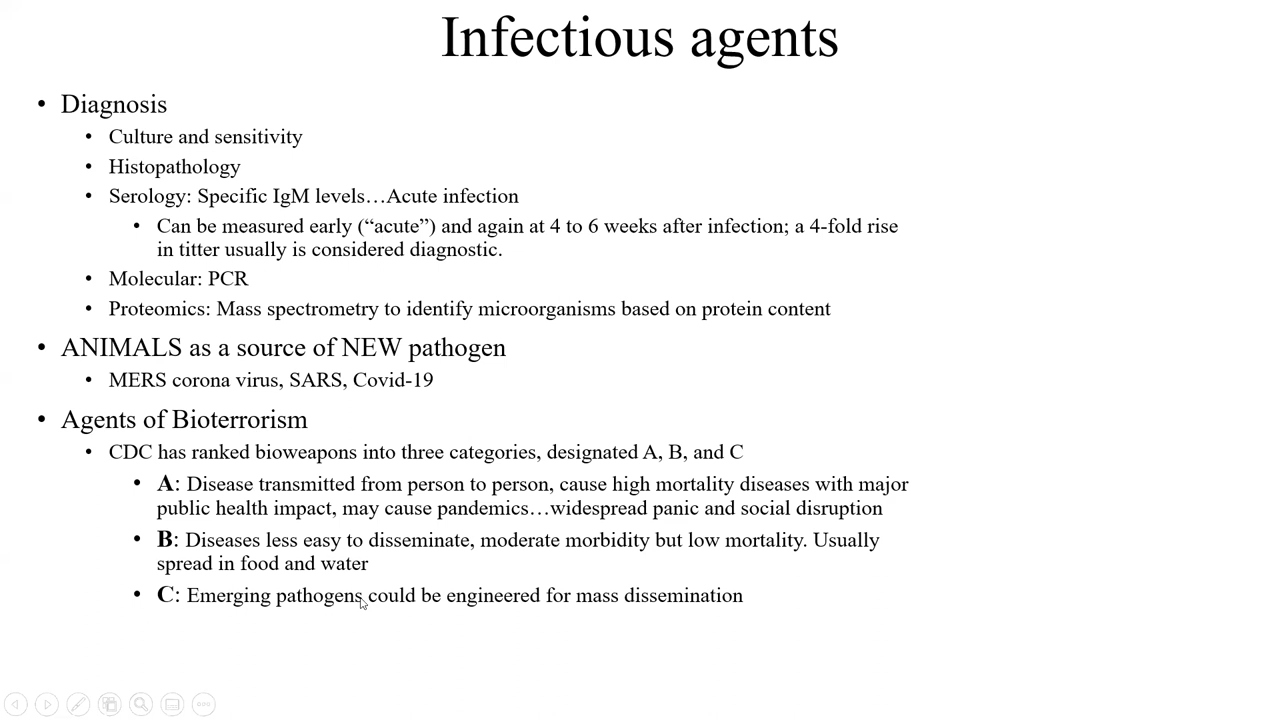 Infectious agents
• Diagnosis
• Culture and sensitivity
• Histopathology
• Serology: Specific IgM levels…Acute infection
• Can be measured early (“acute”) and again at 4 to 6 weeks after infection; a 4-fold rise
in titter usually is considered diagnostic.
• Molecular: PCR
• Proteomics: Mass spectrometry to identify microorganisms based on protein content
• ANIMALS as a source of NEW pathogen
• MERS corona virus, SARS, Covid-19
• Agents of Bioterrorism
• CDC has ranked bioweapons into three categories, designated A, B, and C
• A: Disease transmitted from person to person, cause high mortality diseases with major
public health impact, may cause pandemics…widespread panic and social disruption
• B: Diseases less easy to disseminate, moderate morbidity but low mortality. Usually
spread in food and water
• C: Emerging pathogens could be engineered for mass dissemination